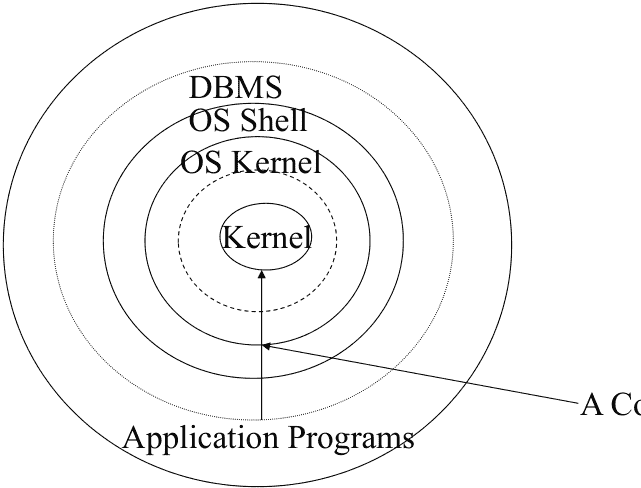 DBMS
OS Shell
OS Kernel
Kernel
A Co
Application Programs